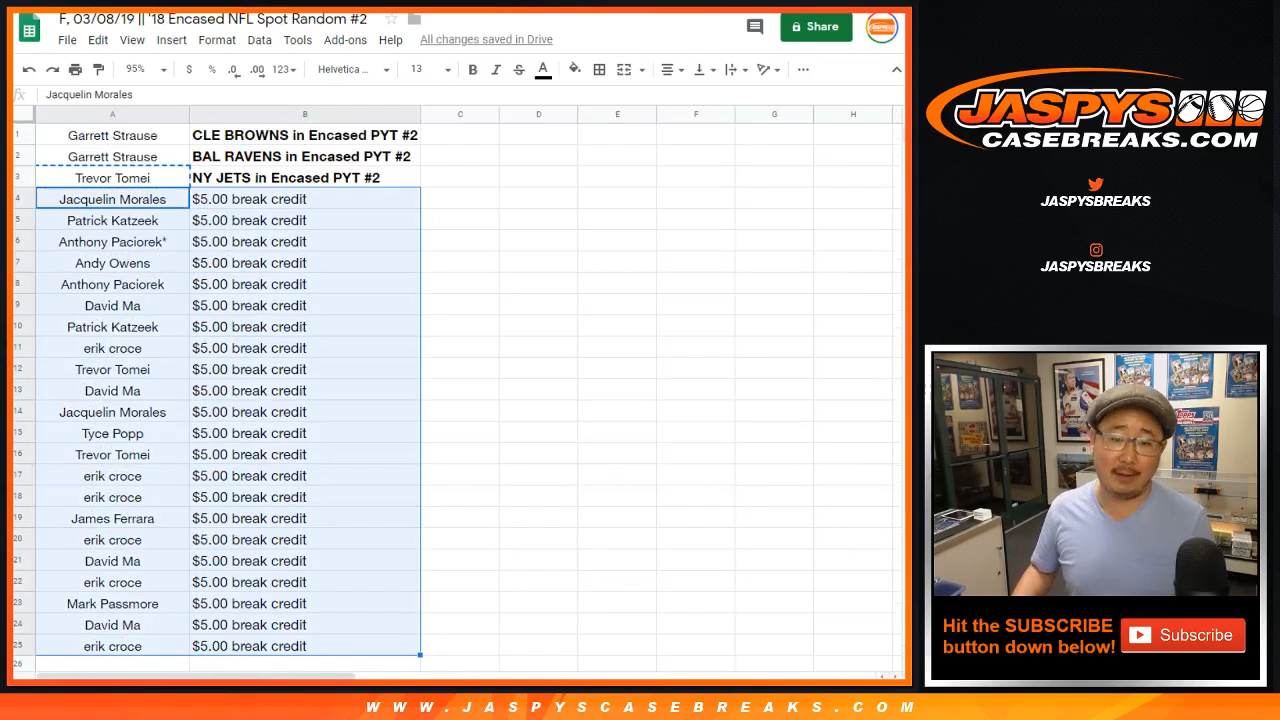 F, 03/08/19 || '18 Encased NFL Spot Random #2
File Edit View Insert Format Data Tools Add-ons Help All changes saved in Drive
Share
95% $ % .0 .00 123 Helvetica ... 13 B I S A
fx Jacquelin Morales
A B C D E F G H
1 Garrett Strause CLE BROWNS in Encased PYT #2
2 Garrett Strause BAL RAVENS in Encased PYT #2
3 Trevor Tomei NY JETS in Encased PYT #2
4 Jacquelin Morales $5.00 break credit
5 Patrick Katzeek $5.00 break credit
6 Anthony Paciorek* $5.00 break credit
7 Andy Owens $5.00 break credit
8 Anthony Paciorek $5.00 break credit
9 David Ma $5.00 break credit
10 Patrick Katzeek $5.00 break credit
11 erik croce $5.00 break credit
12 Trevor Tomei $5.00 break credit
13 David Ma $5.00 break credit
14 Jacquelin Morales $5.00 break credit
15 Tyce Popp $5.00 break credit
16 Trevor Tomei $5.00 break credit
17 erik croce $5.00 break credit
18 erik croce $5.00 break credit
19 James Ferrara $5.00 break credit
20 erik croce $5.00 break credit
21 David Ma $5.00 break credit
22 erik croce $5.00 break credit
23 Mark Passmore $5.00 break credit
24 David Ma $5.00 break credit
25 erik croce $5.00 break credit
26
JASPYS
CASEBREAKS.COM
JASPYSBREAKS
JASPYSBREAKS
Hit the SUBSCRIBE
button down below!
Subscribe
WWW.JASPYSCASEBREAKS.COM